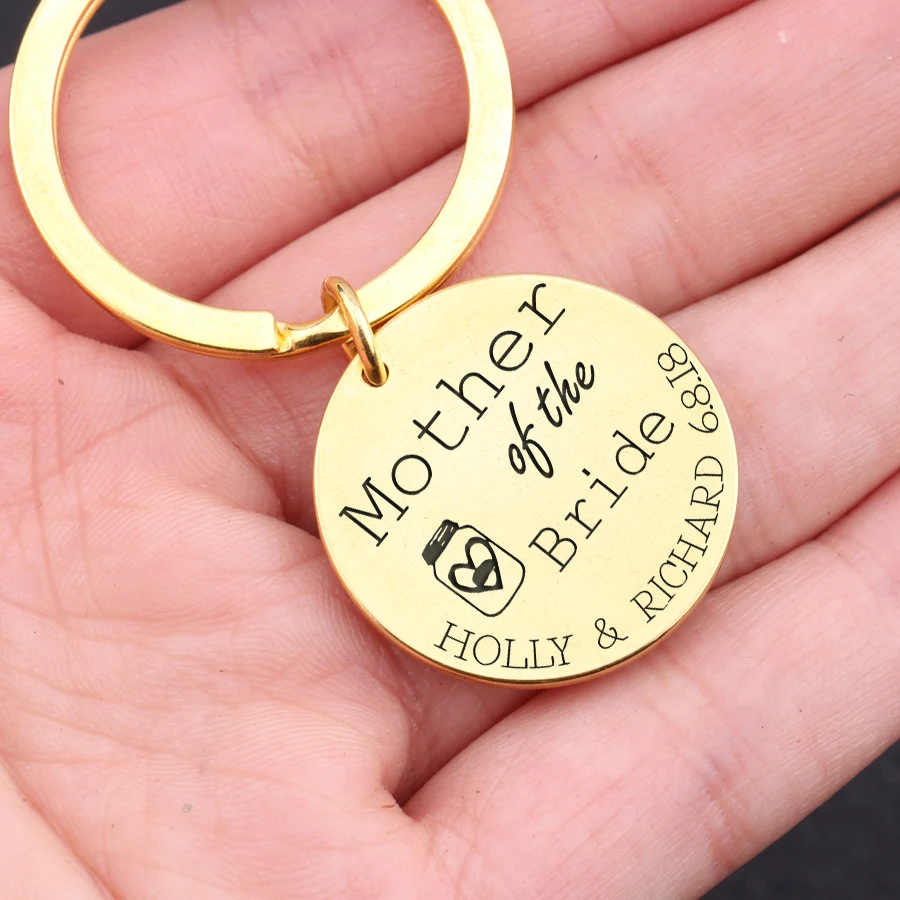 Mother
of the
Bride
HOLLY & RICHARD 6.8.18